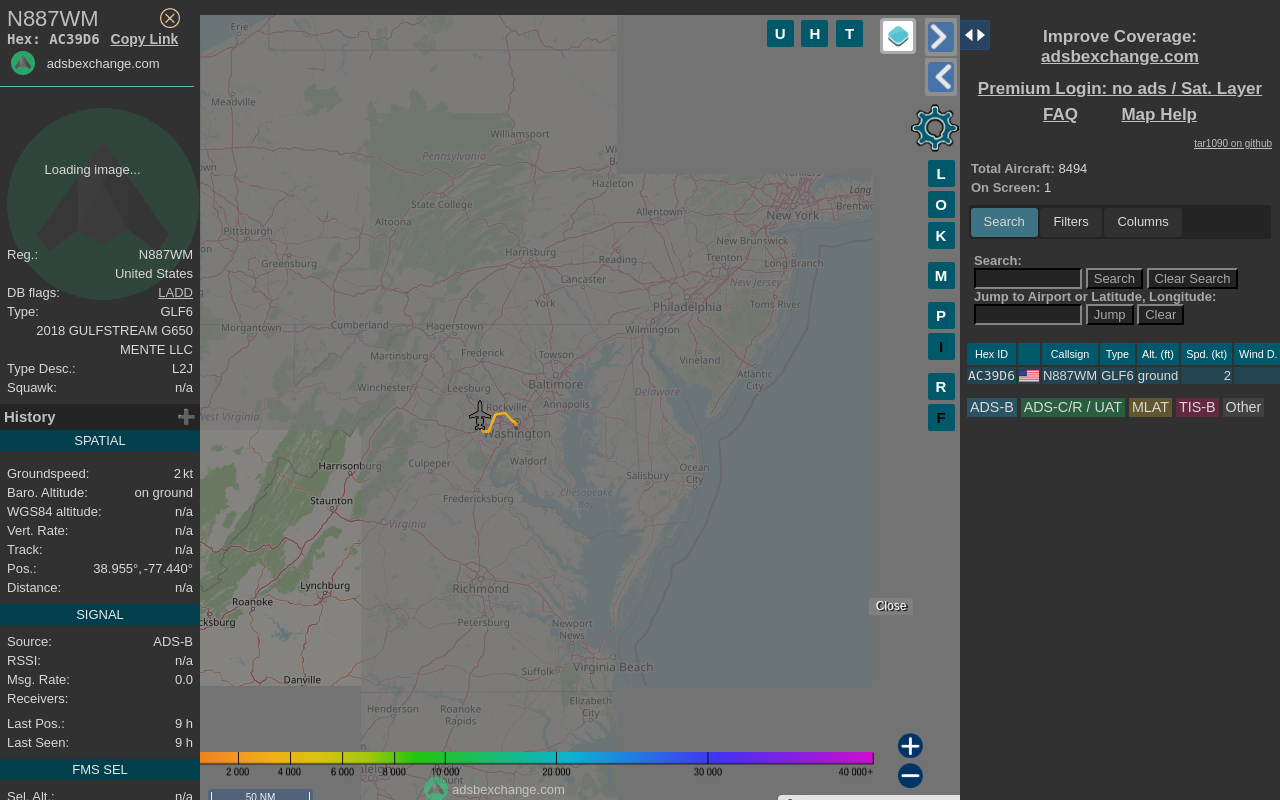 N887WM
Hex: AC39D6 Copy Link
adsbexchange.com
Loading image...
Reg.: N887WM
United States
DB flags: LADD
Type: GLF6
2018 GULFSTREAM G650
MENTE LLC
Type Desc.: L2J
Squawk: n/a
History
SPATIAL
Groundspeed: 2 kt
Baro. Altitude: on ground
WGS84 altitude: n/a
Vert. Rate: n/a
Track: n/a
Pos.: 38.955°, -77.440°
Distance: n/a
SIGNAL
Source: ADS-B
RSSI: n/a
Msg. Rate: 0.0
Receivers:
Last Pos.: 9 h
Last Seen: 9 h
FMS SEL
Sel. Alt.: n/a
Erie
Meadville
Williamsport
Pennsylvania
Hazleton
State College
Allentown
New York
Long
Brentwo
Altoona
Pittsburgh
Greensburg
Harrisburg
Reading
New Brunswick
Trenton
Long Branch
Lancaster
New Jersey
York
Philadelphia
Toms River
Morgantown
Cumberland
Hagerstown
Wilmington
Martinsburg
Frederick
Towson
Vineland
Winchester
Leesburg
Baltimore
Delaware
Atlantic
City
Rockville
Annapolis
West Virginia
Washington
Harrisonburg
Culpeper
Waldorf
Salisbury
Ocean
City
Staunton
Fredericksburg
Chesapeake
Bay
Virginia
Lynchburg
Richmond
Roanoke
cksburg
Petersburg
Newport
News
Virginia Beach
Danville
Suffolk
Elizabeth
City
Henderson
Roanoke
Rapids
2 000 4 000 6 000 8 000 10 000 20 000 30 000 40 000+
adsbexchange.com
50 NM
U H T
L
O
K
M
P
I
R
F
Close
Improve Coverage:
adsbexchange.com
Premium Login: no ads / Sat. Layer
FAQ Map Help
tar1090 on github
Total Aircraft: 8494
On Screen: 1
Search Filters Columns
Search:
Search Clear Search
Jump to Airport or Latitude, Longitude:
Jump Clear
Hex ID Callsign Type Alt. (ft) Spd. (kt) Wind D.
AC39D6 N887WM GLF6 ground 2
ADS-B ADS-C/R / UAT MLAT TIS-B Other